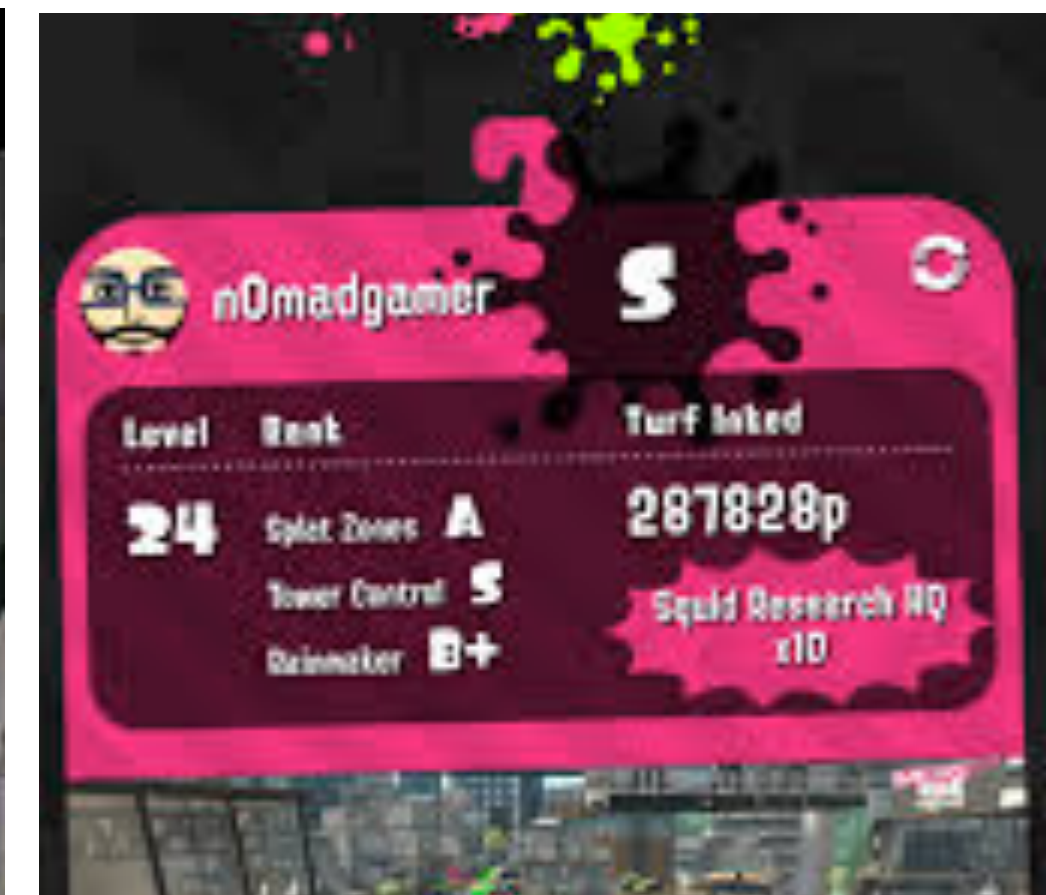 n0madgamer S
Level Rank Turf Inked
24 Splat Zones A 287828p
Tower Control S
Rainmaker B+
Squid Research HQ
x10